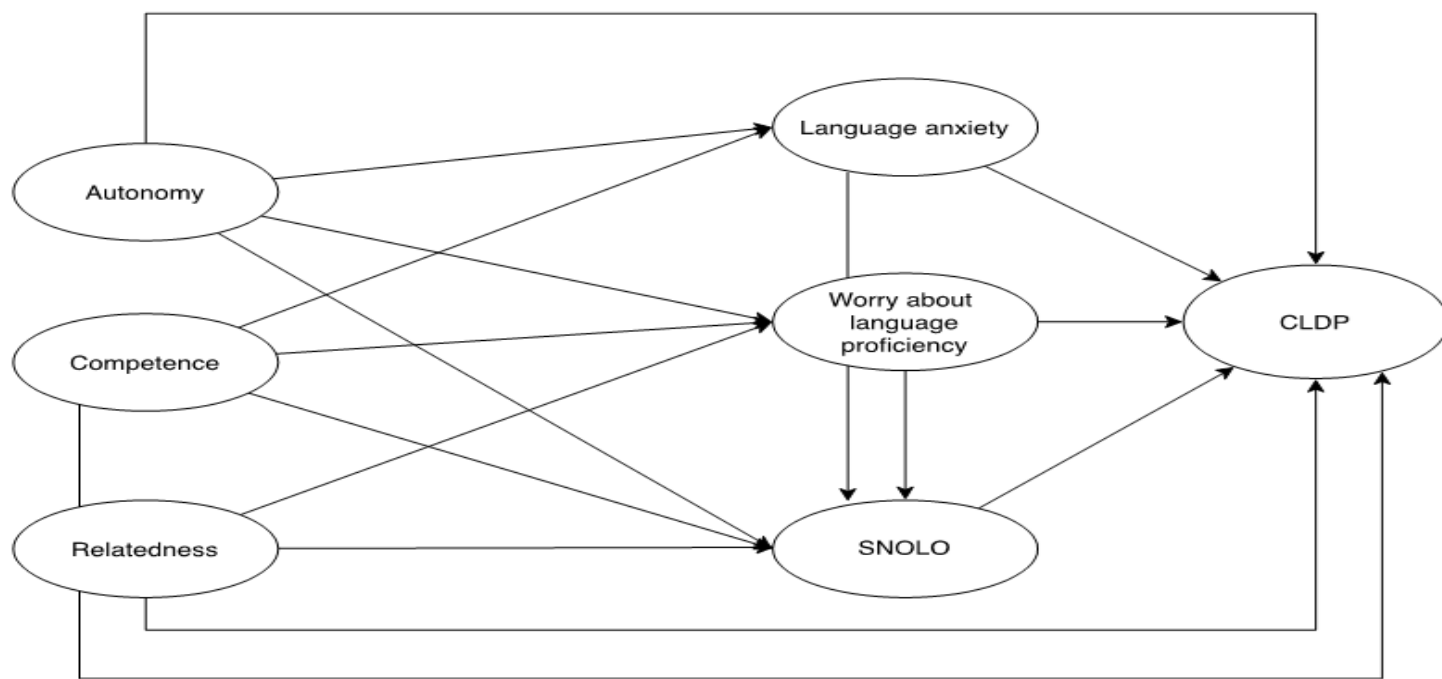 Language anxiety
Autonomy
Worry about
language
proficiency
CLDP
Competence
Relatedness
SNOLO